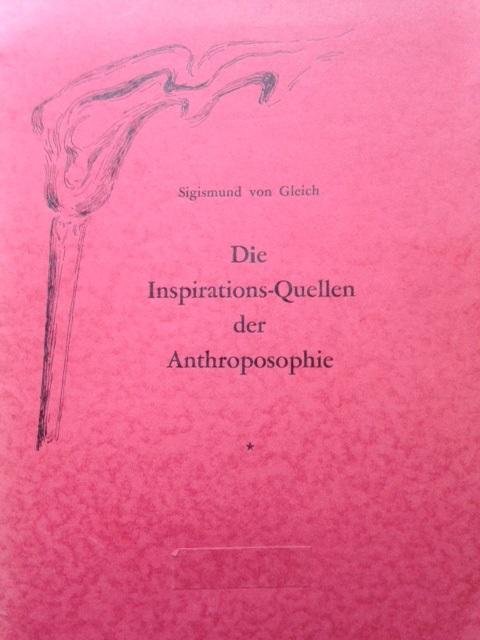 Sigismund von Gleich
Die
Inspirations-Quellen
der
Anthroposophie
*